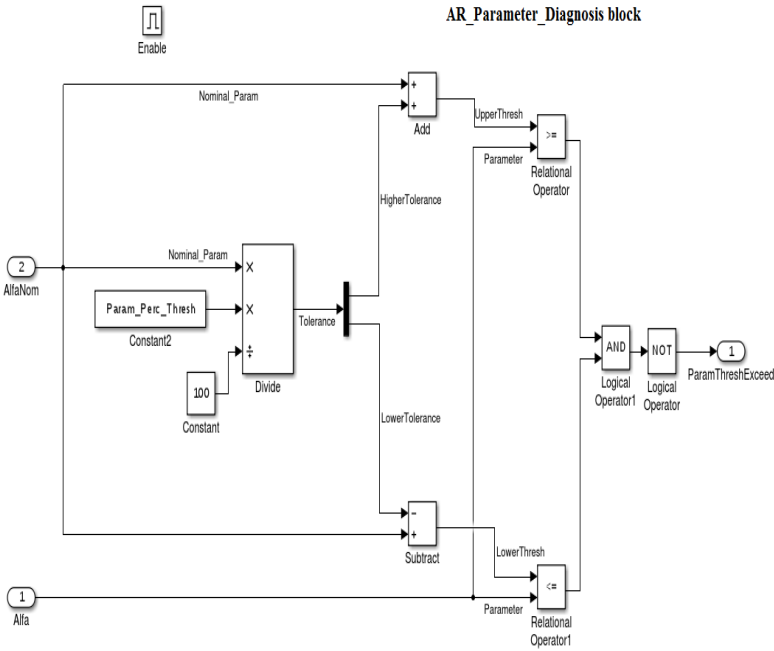 AR_Parameter_Diagnosis block
Enable
Nominal_Param
+
+
Add
UpperThresh
>=
Parameter
Relational
Operator
HigherTolerance
Nominal_Param
2
AlfaNom
×
Param_Perc_Thresh
×
Constant2
Tolerance
÷
100
Divide
Constant
AND
NOT
1
ParamThreshExceed
Logical
Operator1
Logical
Operator
LowerTolerance
-
+
Subtract
LowerThresh
<=
1
Alfa
Parameter
Relational
Operator1